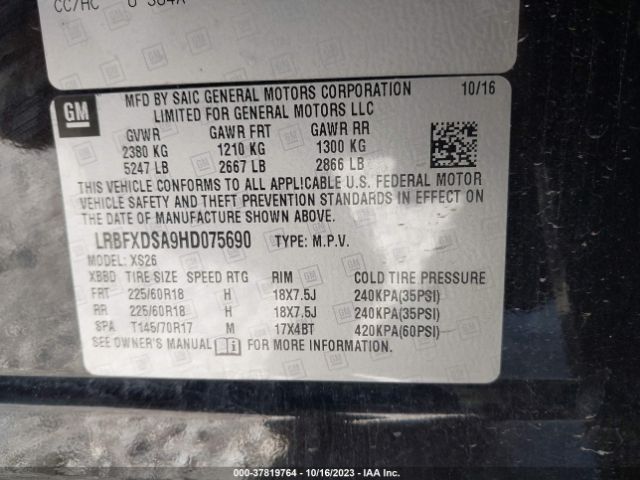 CC/HC U 364A
GM
MFD BY SAIC GENERAL MOTORS CORPORATION 10/16
LIMITED FOR GENERAL MOTORS LLC
GVWR GAWR FRT GAWR RR
2380 KG 1210 KG 1300 KG
5247 LB 2667 LB 2866 LB
THIS VEHICLE CONFORMS TO ALL APPLICABLE U.S. FEDERAL MOTOR
VEHICLE SAFETY AND THEFT PREVENTION STANDARDS IN EFFECT ON
THE DATE OF MANUFACTURE SHOWN ABOVE.
LRBFXDSA9HD075690 TYPE: M.P.V.
MODEL: XS26
XBBD TIRE SIZE SPEED RTG RIM COLD TIRE PRESSURE
FRT 225/60R18 H 18X7.5J 240KPA(35PSI)
RR 225/60R18 H 18X7.5J 240KPA(35PSI)
SPA T145/70R17 M 17X4BT 420KPA(60PSI)
SEE OWNER'S MANUAL i FOR MORE INFORMATION.
000-37819764 | 10/16/2023 | IAA Inc.